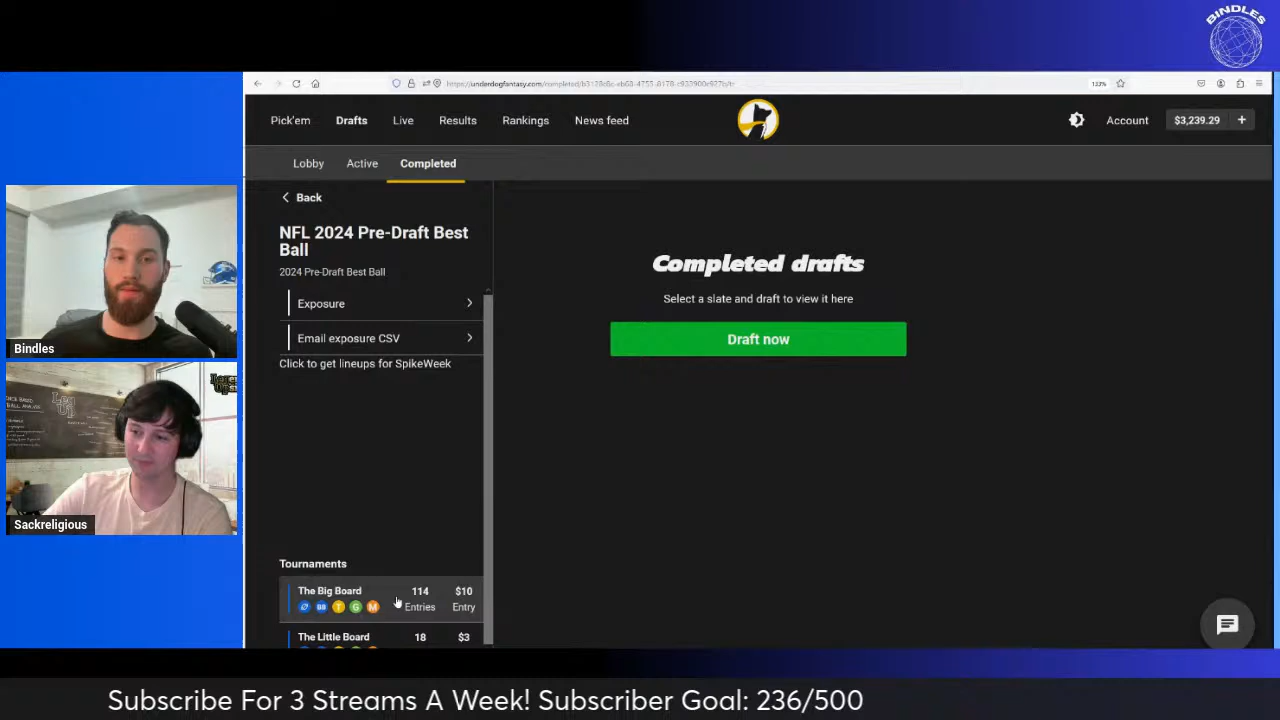 BINDLES
Pick'em Drafts Live Results Rankings News feed Account $3,239.29 +
Lobby Active Completed
Back
NFL 2024 Pre-Draft Best
Ball
2024 Pre-Draft Best Ball
Exposure
Email exposure CSV
Click to get lineups for SpikeWeek
Completed drafts
Select a slate and draft to view it here
Draft now
Bindles
Sackreligious
Tournaments
The Big Board 114 $10
BB T G M Entries Entry
The Little Board 18 $3
Subscribe For 3 Streams A Week! Subscriber Goal: 236/500